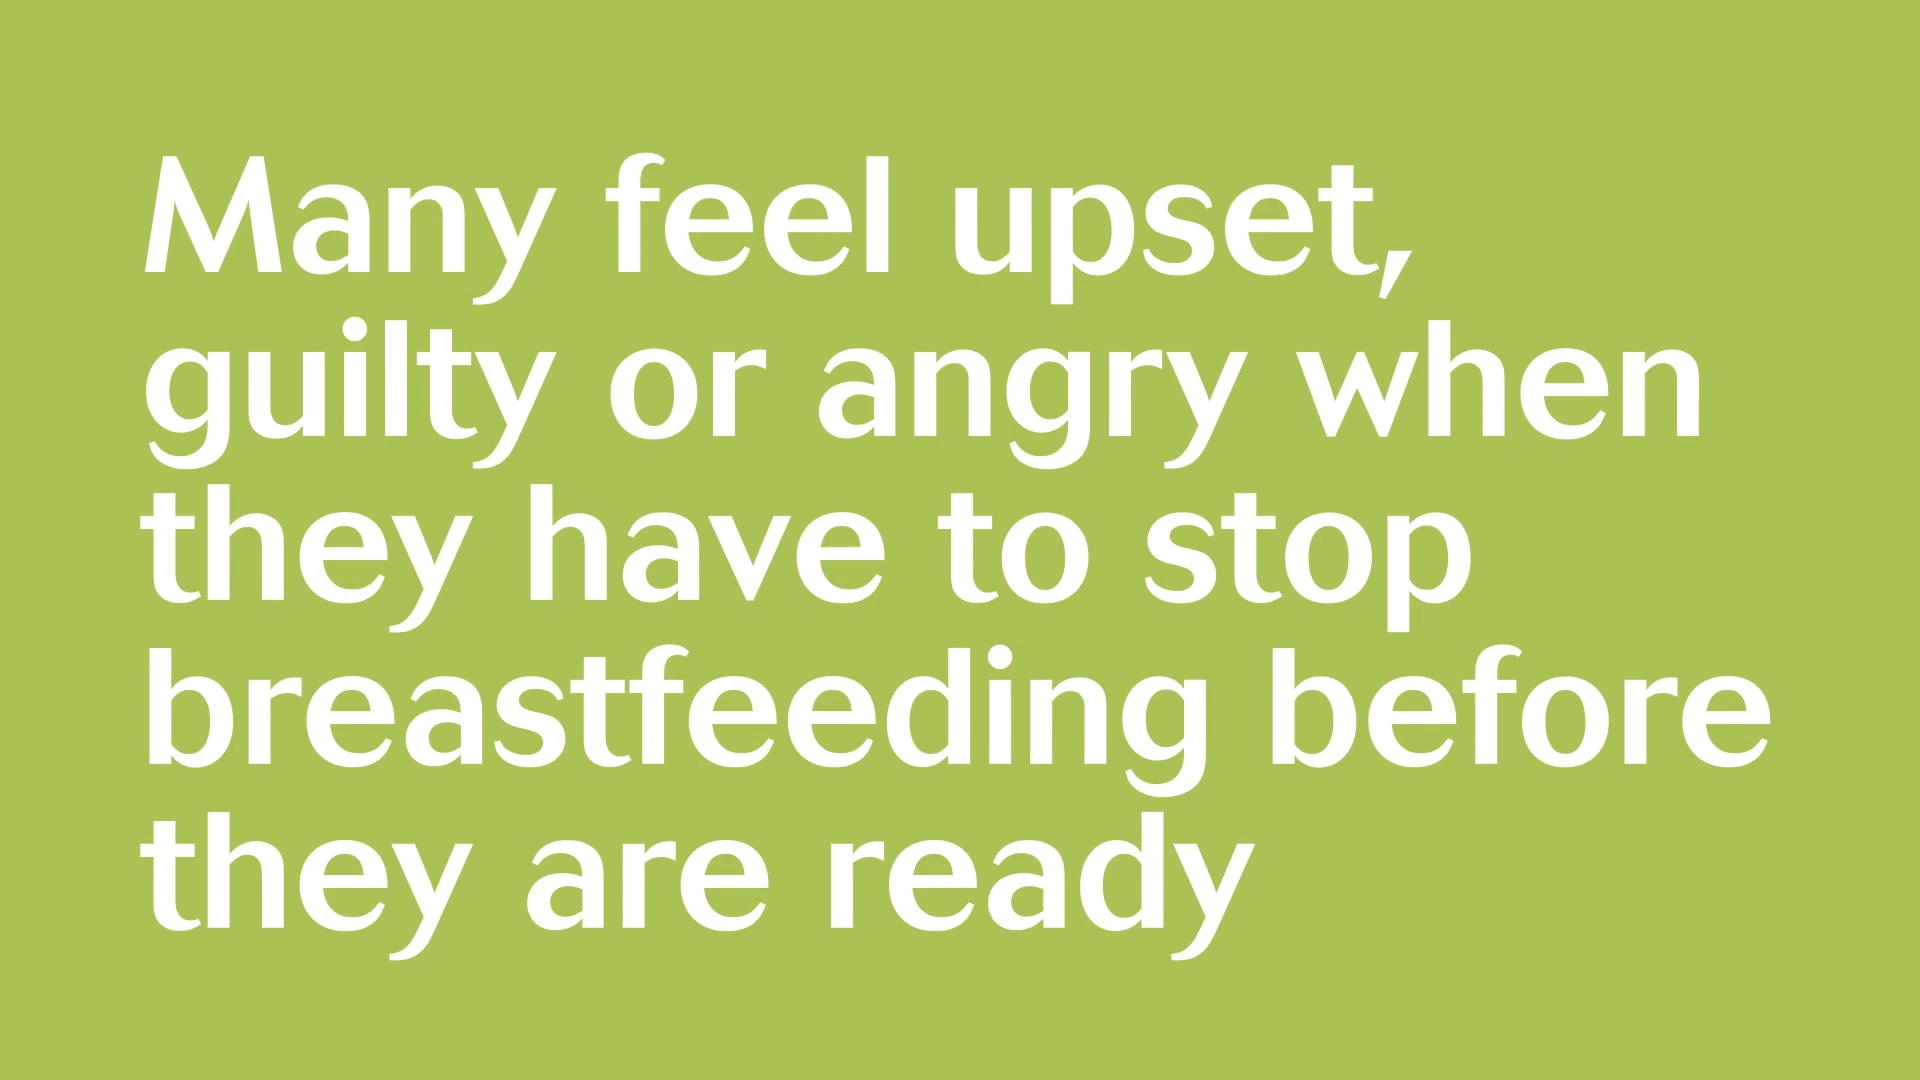 Many feel upset,
guilty or angry when
they have to stop
breastfeeding before
they are ready